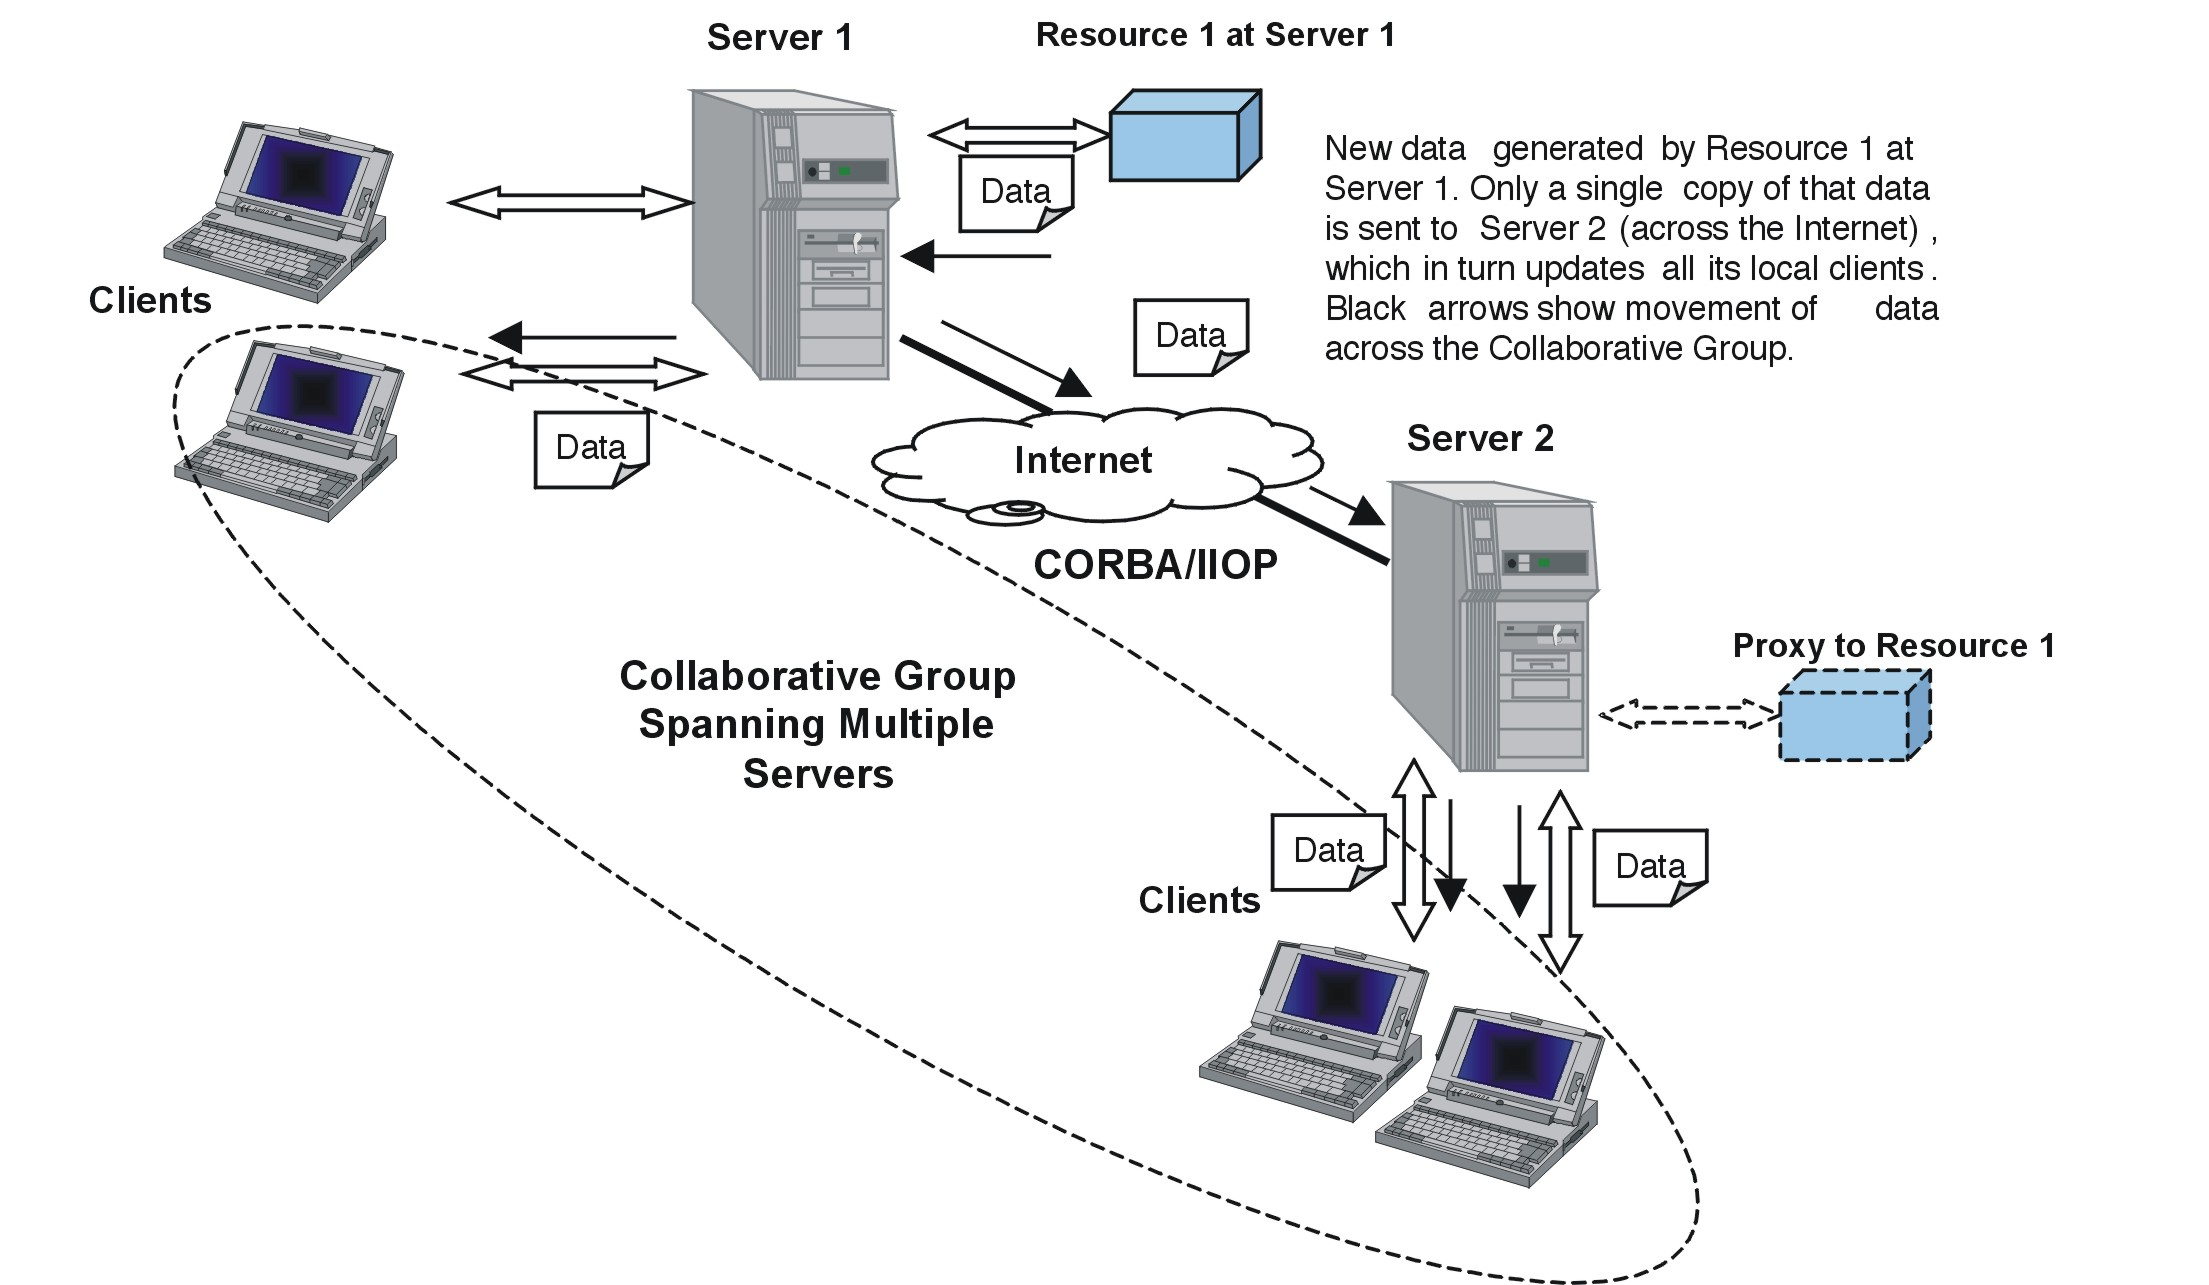 Server 1
Resource 1 at Server 1
Data
New data generated by Resource 1 at
Server 1. Only a single copy of that data
is sent to Server 2 (across the Internet) ,
which in turn updates all its local clients .
Black arrows show movement of data
across the Collaborative Group.
Clients
Data
Data
Internet
Server 2
CORBA/IIOP
Proxy to Resource 1
Collaborative Group
Spanning Multiple
Servers
Data
Data
Clients